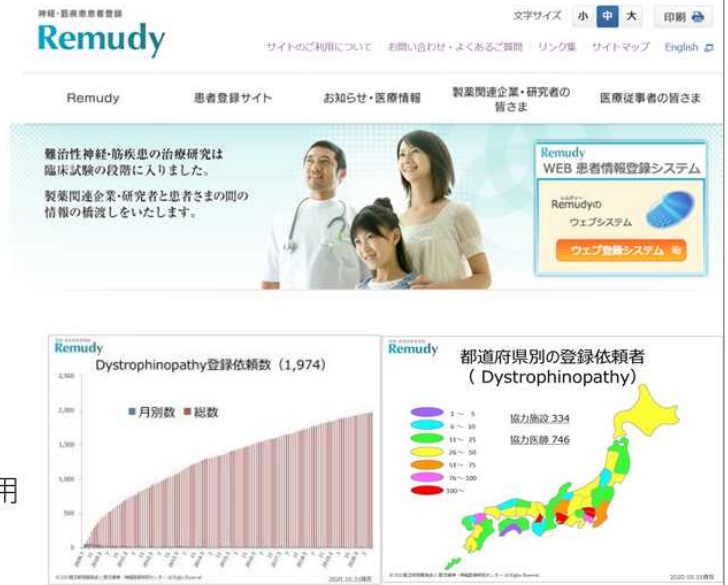 神経・筋疾患患者登録
Remudy
文字サイズ 小 中 大 印刷
サイトのご利用について お問い合わせ・よくあるご質問 リンク集 サイトマップ English
Remudy 患者登録サイト お知らせ・医療情報 製薬関連企業・研究者の皆さま 医療従事者の皆さま
難治性神経・筋疾患の治療研究は
臨床試験の段階に入りました。
製薬関連企業・研究者と患者さまの間の
情報の橋渡しをいたします。
Remudy
WEB 患者情報登録システム
Remudyの
ウェブシステム
ウェブ登録システム
用
Remudy
Dystrophinopathy登録依頼数（1,974）
2,500
2,000
月別数 総数
1,500
1,000
500
0
2020.10.31現在
Remudy
都道府県別の登録依頼者
（ Dystrophinopathy）
1～ 5
6～ 10
11～ 25
26～ 50
51～ 75
76～ 100
100～
協力施設 334
協力医師 746
2020.10.31現在